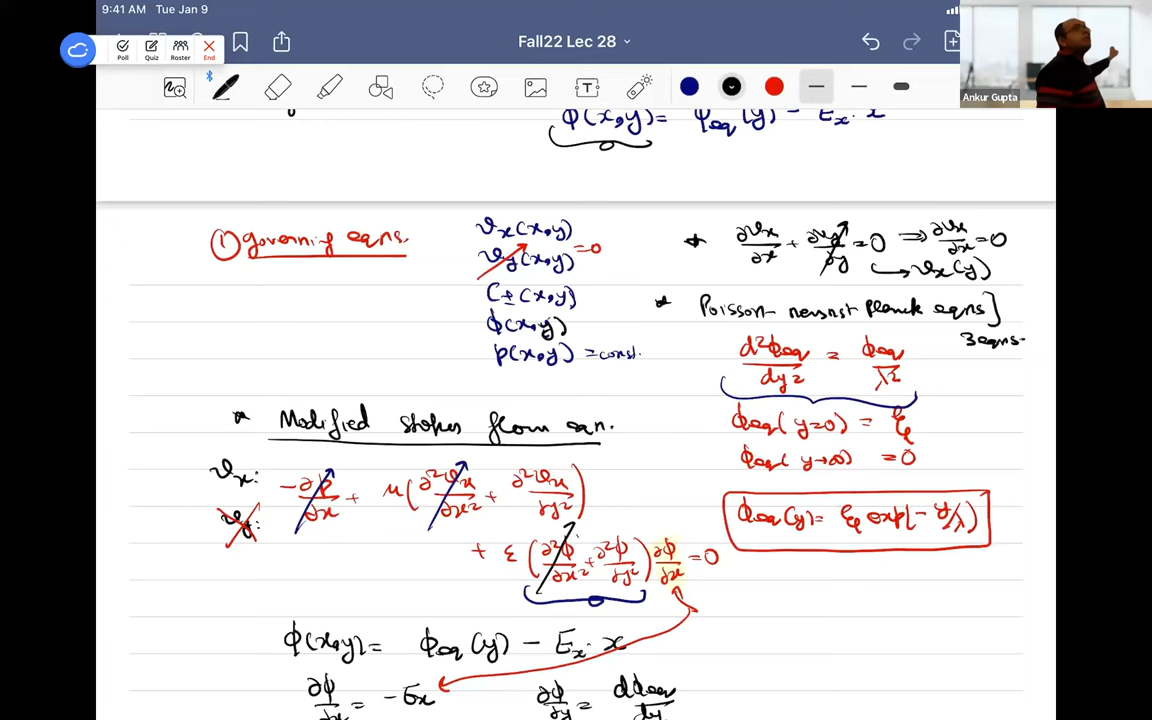 9:41 AM Tue Jan 9
Poll Quiz Roster End
Fall22 Lec 28
Ankur Gupta
ϕ(x,y) = ϕeq(y) − Ex · x
① governing eqns.
vx(x,y)
vy(x,y) = 0
C±(x,y)
ϕ(x,y)
p(x,y) = const.
* ∂vx/∂x + ∂vy/∂y = 0 ⇒ ∂vx/∂x = 0
↪ vx(y)
* Poisson nernst planck eqns ]
3 eqns
d²ϕeq/dy² = ϕeq/λ²
ϕeq(y=0) = ξ
ϕeq(y→∞) = 0
ϕeq(y) = ξ exp(−y/λ)
* Modified stokes flow eqn.
vx: −∂p/∂x + μ(∂²vx/∂x² + ∂²vx/∂y²)
vy:
+ ε(∂²ϕ/∂x² + ∂²ϕ/∂y²) ∂ϕ/∂x = 0
ϕ(x,y) = ϕeq(y) − Ex · x
∂ϕ/∂x = −Ex ∂ϕ/∂y = dϕeq/dy